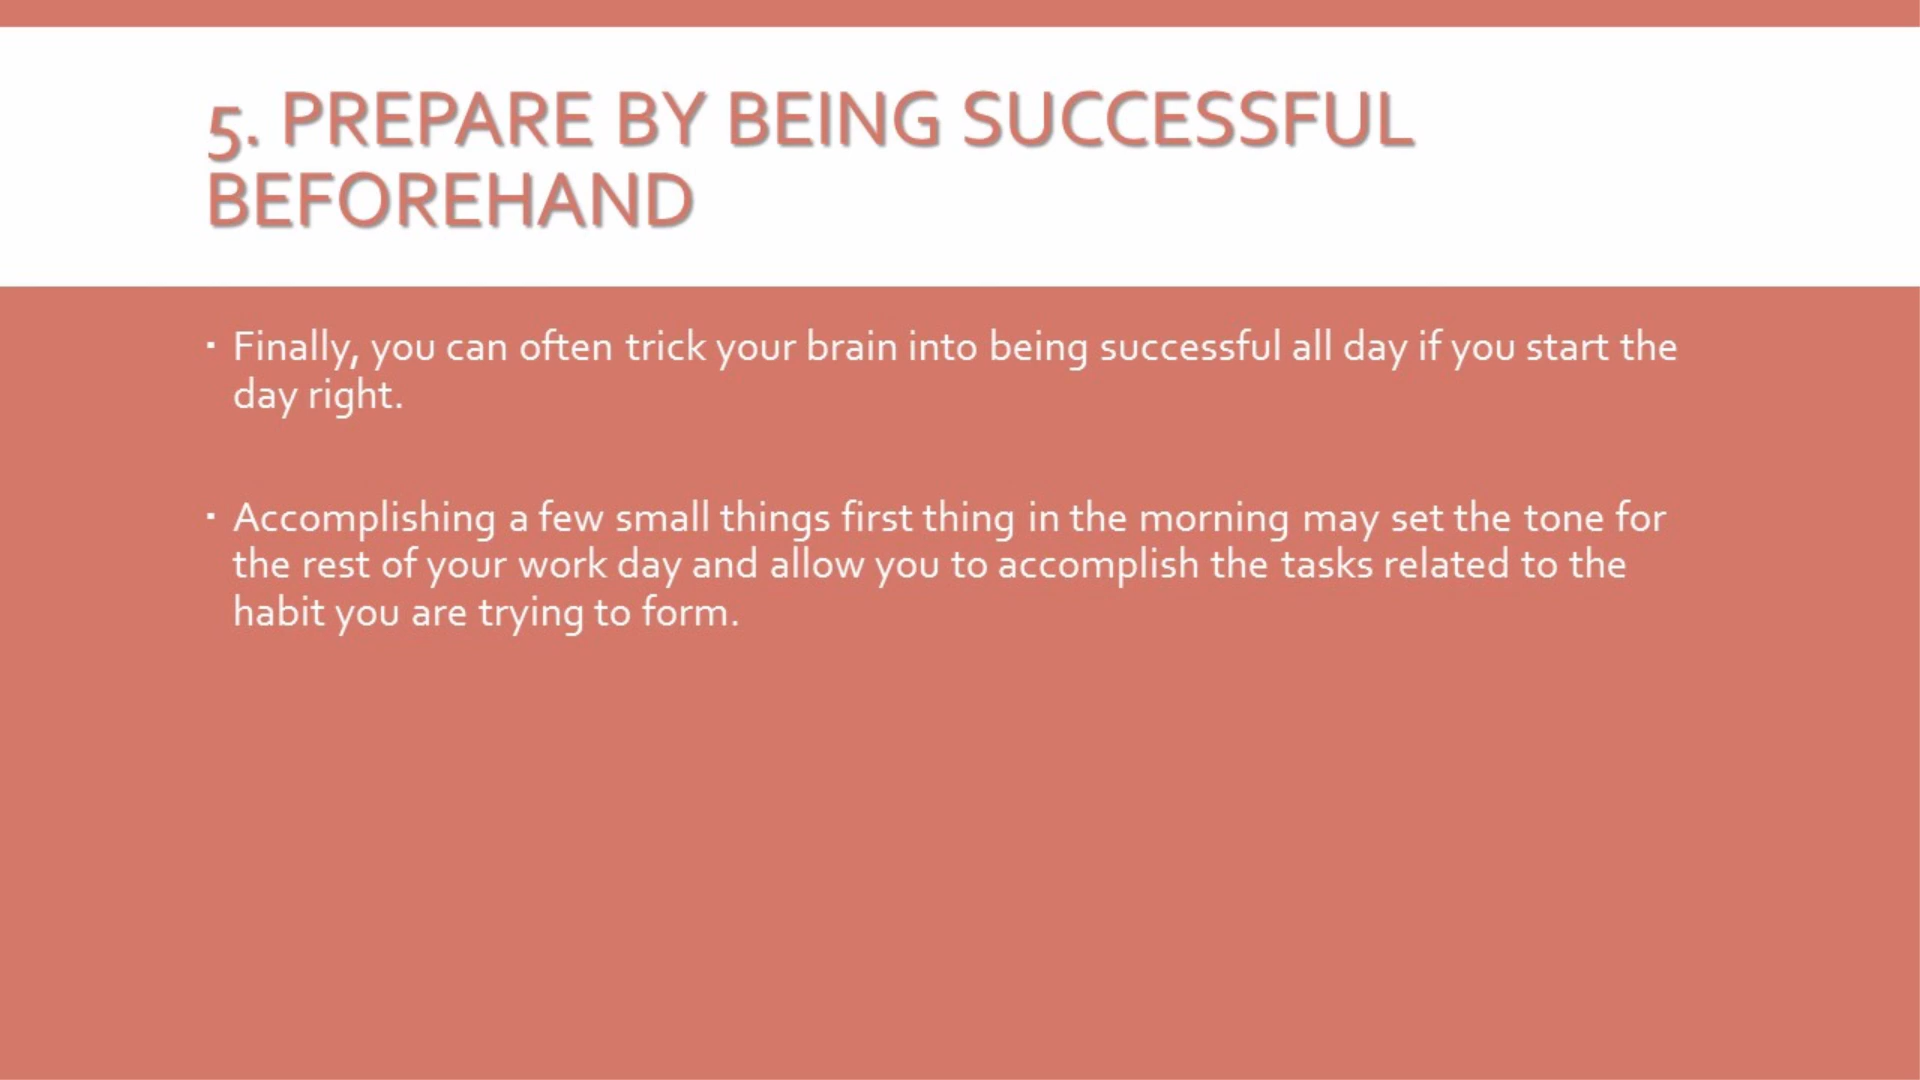 5. PREPARE BY BEING SUCCESSFUL
BEFOREHAND
▪ Finally, you can often trick your brain into being successful all day if you start the
day right.
▪ Accomplishing a few small things first thing in the morning may set the tone for
the rest of your work day and allow you to accomplish the tasks related to the
habit you are trying to form.